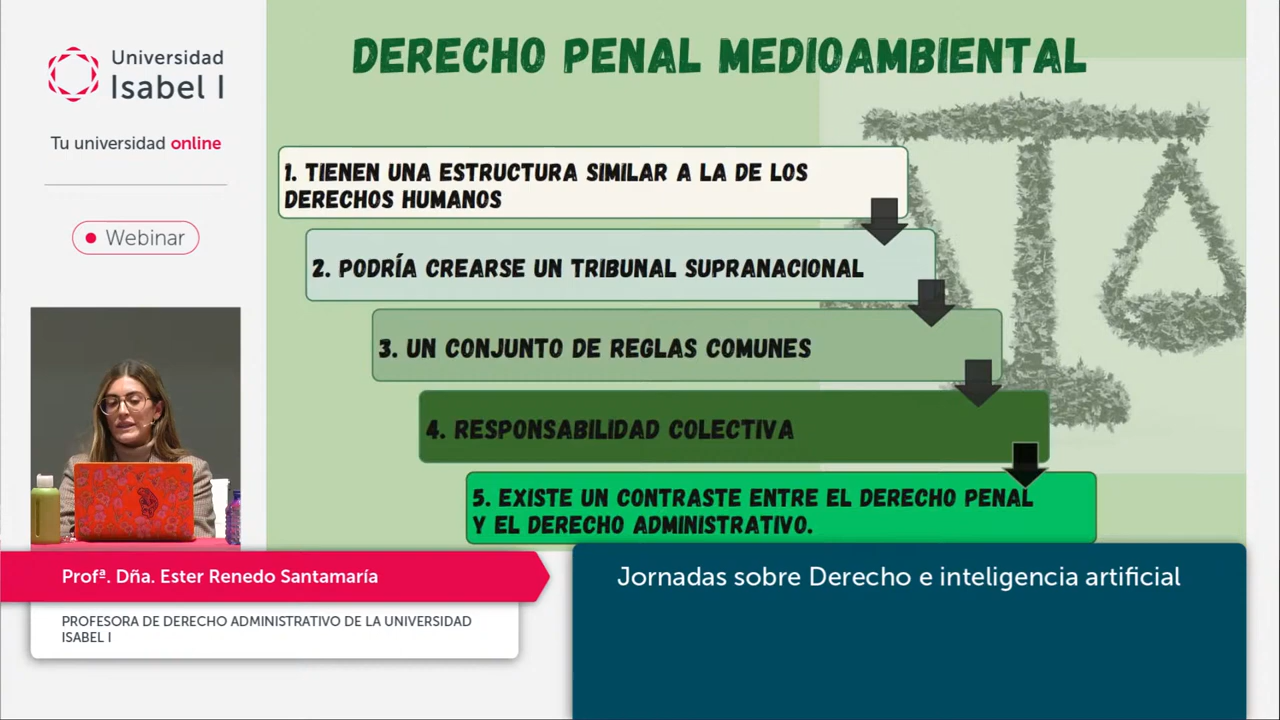 Universidad
Isabel I
Tu universidad online
Webinar
DERECHO PENAL MEDIOAMBIENTAL
1. TIENEN UNA ESTRUCTURA SIMILAR A LA DE LOS
DERECHOS HUMANOS
2. PODRÍA CREARSE UN TRIBUNAL SUPRANACIONAL
3. UN CONJUNTO DE REGLAS COMUNES
4. RESPONSABILIDAD COLECTIVA
5. EXISTE UN CONTRASTE ENTRE EL DERECHO PENAL
Y EL DERECHO ADMINISTRATIVO.
Profª. Dña. Ester Renedo Santamaría
PROFESORA DE DERECHO ADMINISTRATIVO DE LA UNIVERSIDAD
ISABEL I
Jornadas sobre Derecho e inteligencia artificial